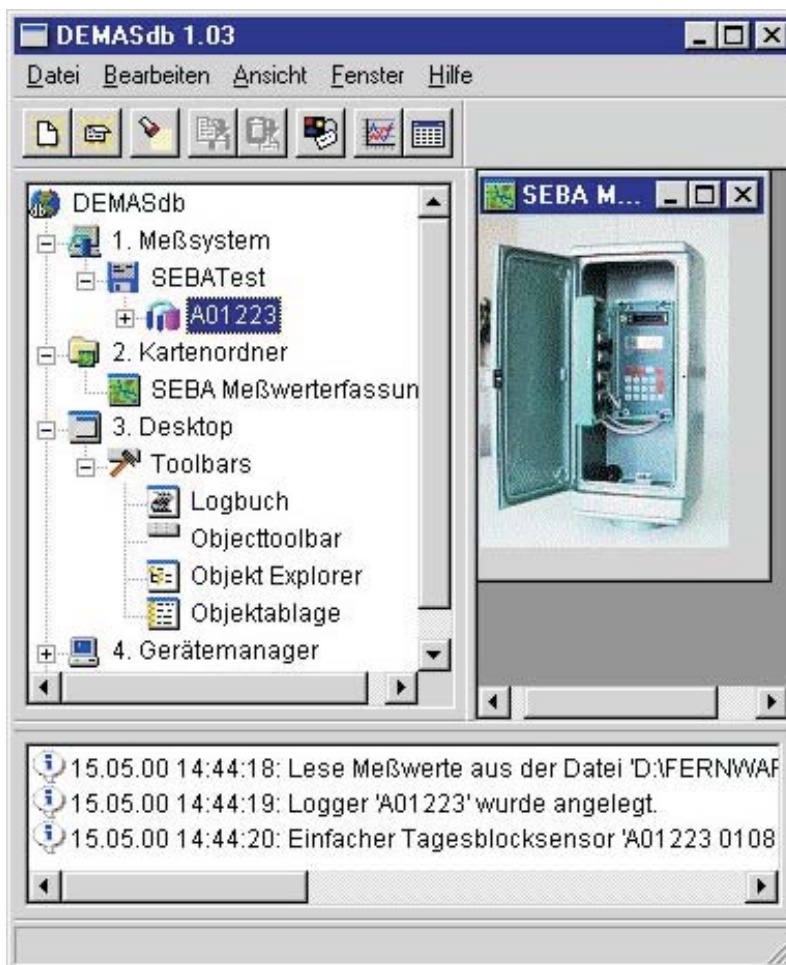 DEMASdb 1.03
Datei Bearbeiten Ansicht Fenster Hilfe
DEMASdb
1. Meßsystem
SEBATest
A01223
2. Kartenordner
SEBA Meßwerterfassun
3. Desktop
Toolbars
Logbuch
Objecttoolbar
Objekt Explorer
Objektablage
4. Gerätemanager
SEBA M...
15.05.00 14:44:18: Lese Meßwerte aus der Datei 'D:\FERNWAR
15.05.00 14:44:19: Logger 'A01223' wurde angelegt.
15.05.00 14:44:20: Einfacher Tagesblocksensor 'A01223 0108